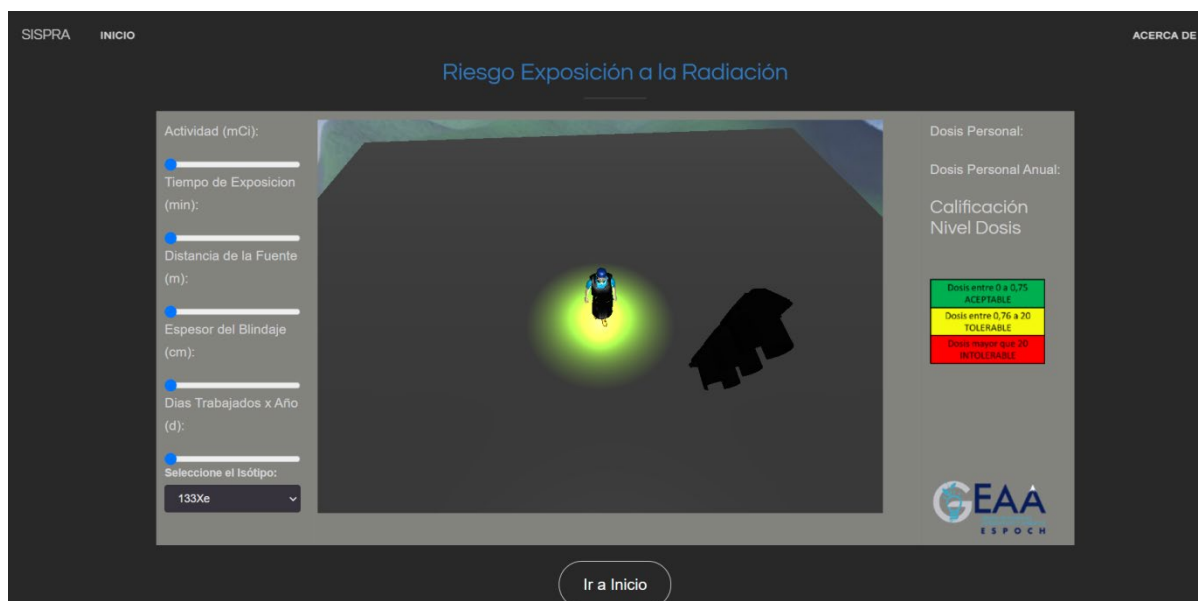 SISPRA
INICIO
ACERCA DE
Riesgo Exposición a la Radiación
Actividad (mCi):
Tiempo de Exposicion
(min):
Distancia de la Fuente
(m):
Espesor del Blindaje
(cm):
Dias Trabajados x Año
(d):
Seleccione el Isótipo:
133Xe
Dosis Personal:
Dosis Personal Anual:
Calificación
Nivel Dosis
Dosis entre 0 a 0,75
ACEPTABLE
Dosis entre 0,76 a 20
TOLERABLE
Dosis mayor que 20
INTOLERABLE
GEAA
ESPOCH
Ir a Inicio